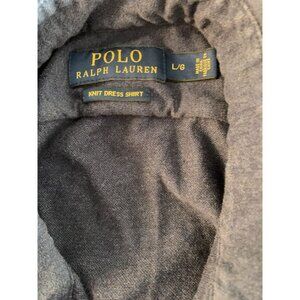 POLO
RALPH LAUREN
L/G
KNIT DRESS SHIRT